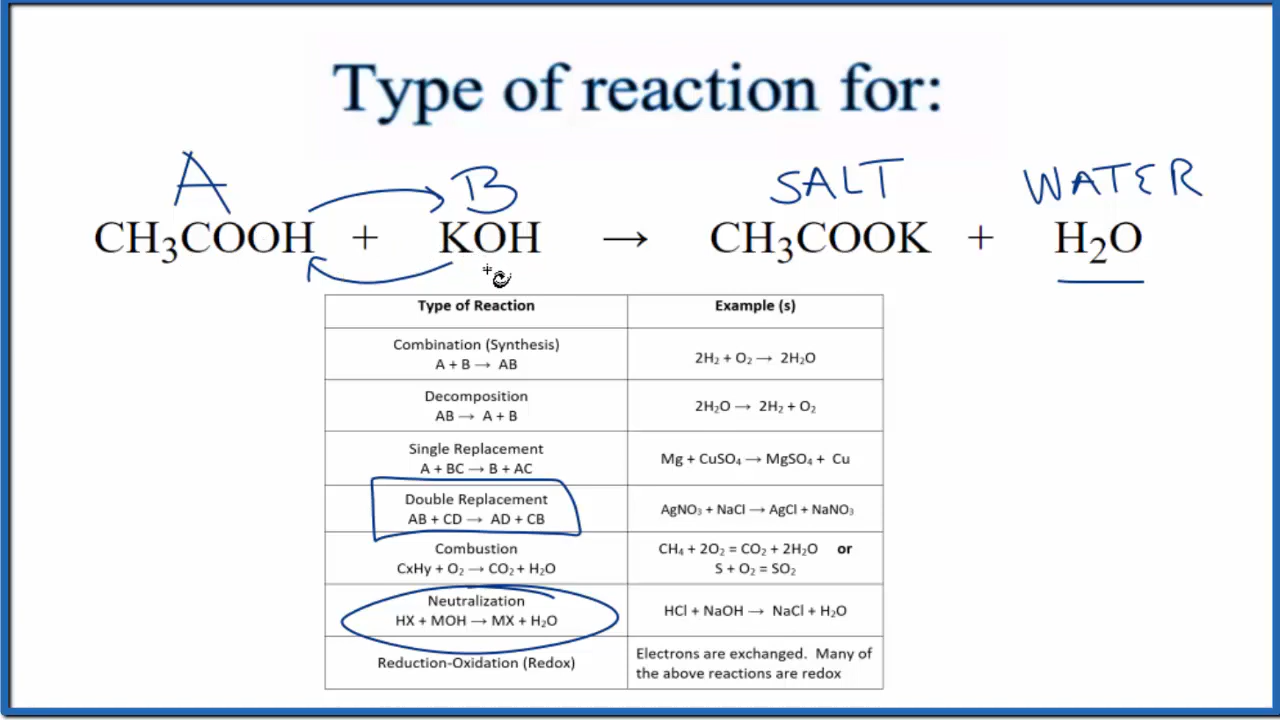 Type of reaction for:
A B SALT WATER
CH₃COOH + KOH → CH₃COOK + H₂O
+
Type of Reaction Example (s)
Combination (Synthesis)
A + B → AB
2H₂ + O₂ → 2H₂O
Decomposition
AB → A + B
2H₂O → 2H₂ + O₂
Single Replacement
A + BC → B + AC
Mg + CuSO₄ → MgSO₄ + Cu
Double Replacement
AB + CD → AD + CB
AgNO₃ + NaCl → AgCl + NaNO₃
Combustion
CxHy + O₂ → CO₂ + H₂O
CH₄ + 2O₂ = CO₂ + 2H₂O or
S + O₂ = SO₂
Neutralization
HX + MOH → MX + H₂O
HCl + NaOH → NaCl + H₂O
Reduction-Oxidation (Redox)
Electrons are exchanged. Many of
the above reactions are redox